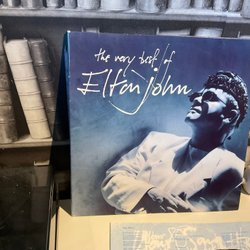 the very best of
Elton John